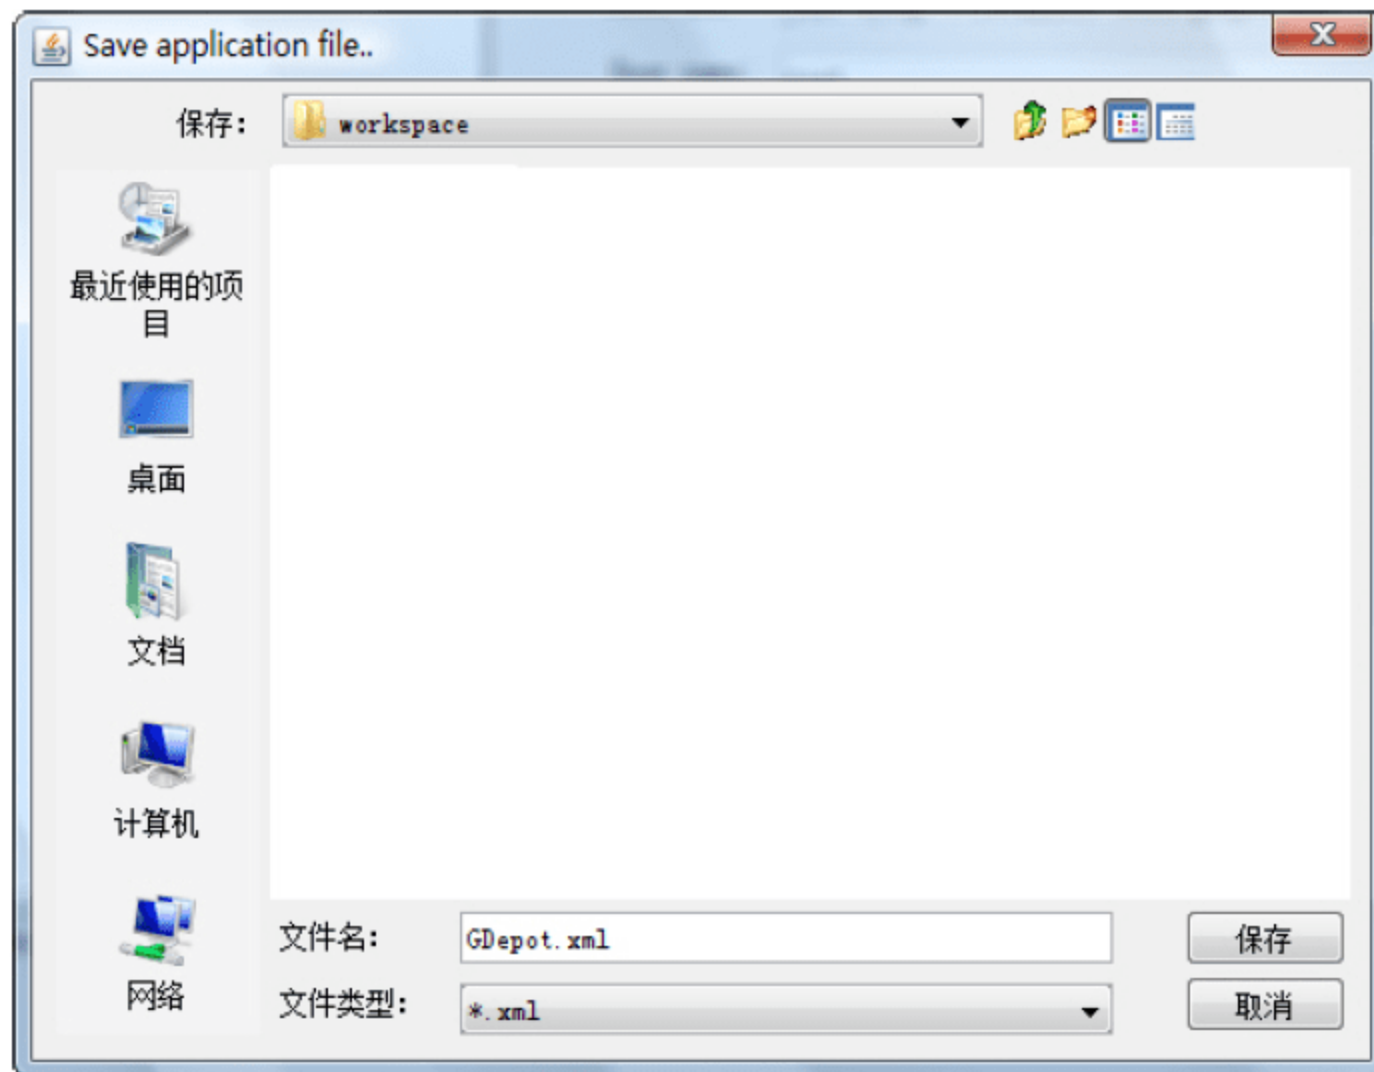 Save application file..
保存:
workspace
最近使用的项
目
桌面
文档
计算机
网络
文件名:
GDepot.xml
保存
文件类型:
*.xml
取消